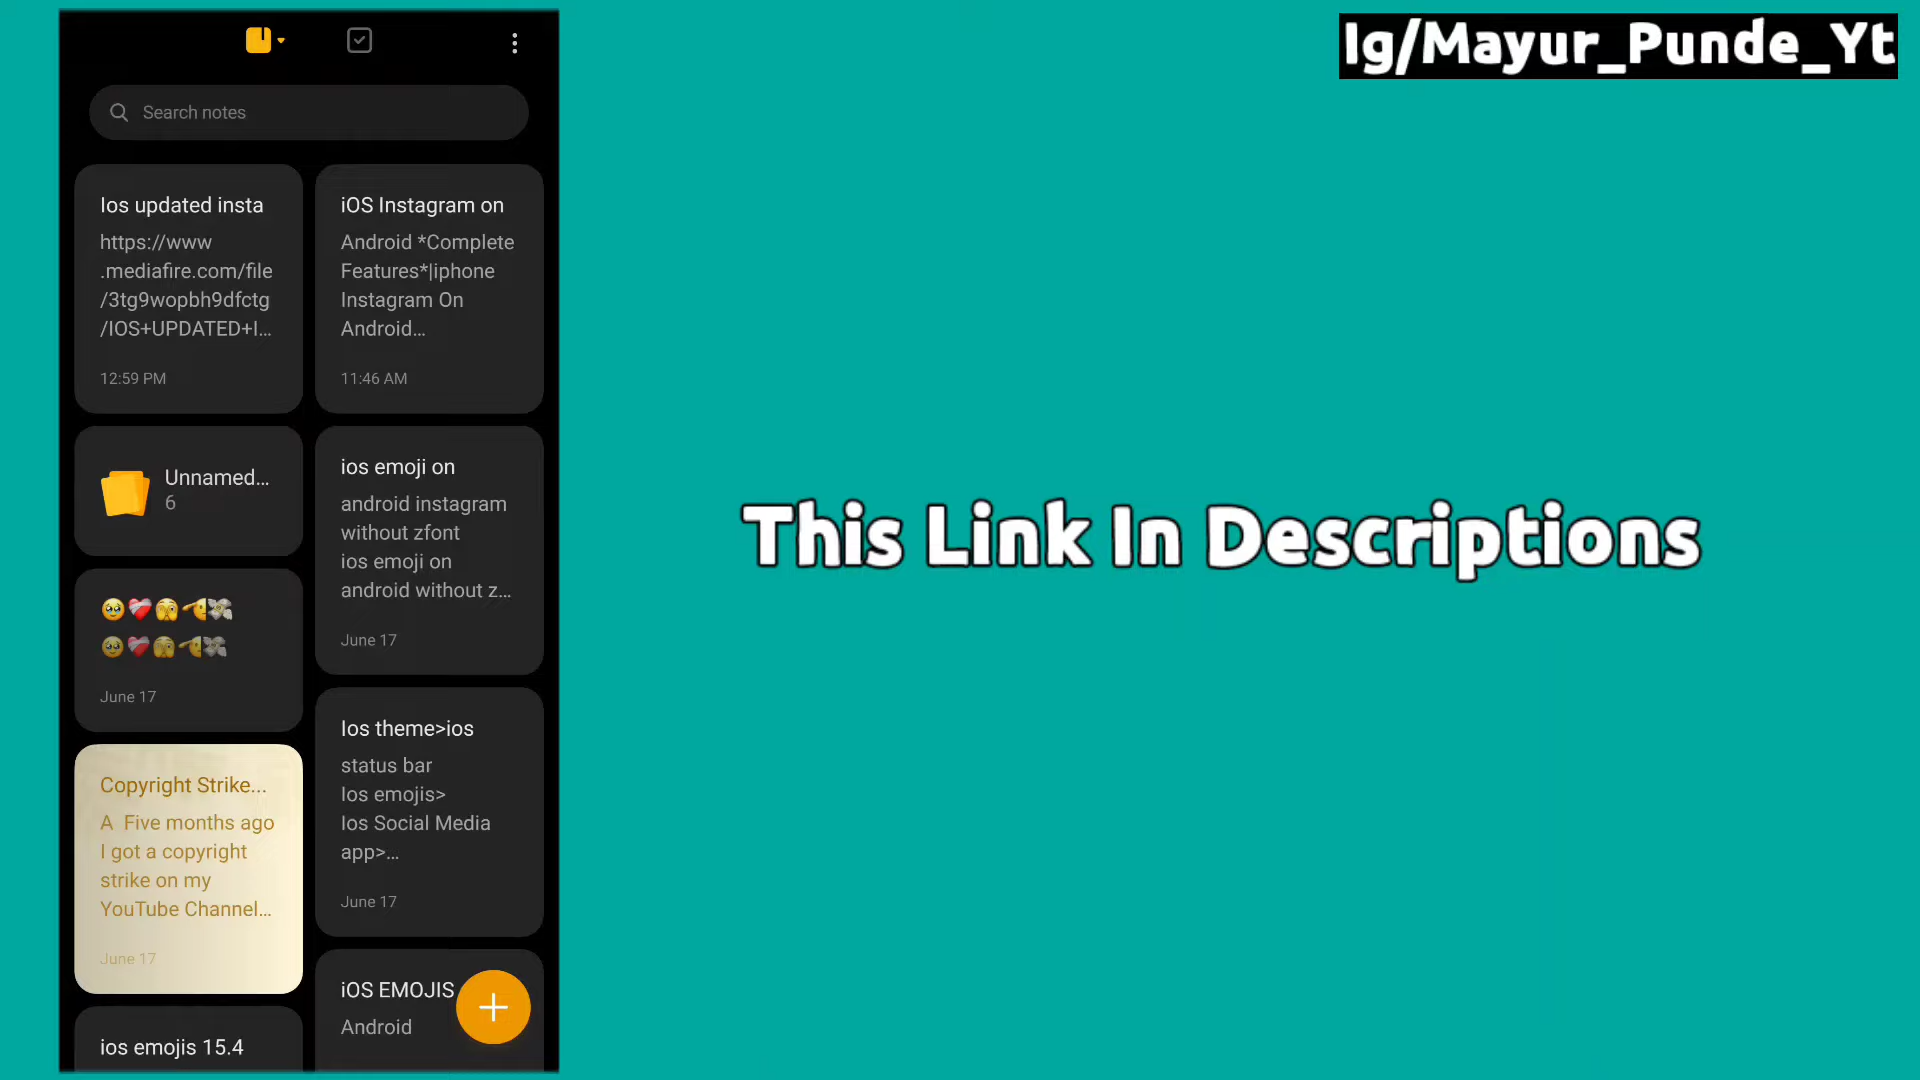 Ig/Mayur_Punde_Yt
Search notes
Ios updated insta
https://www
.mediafire.com/file
/3tg9wopbh9dfctg
/IOS+UPDATED+I...
12:59 PM
iOS Instagram on
Android *Complete
Features*|iphone
Instagram On
Android...
11:46 AM
Unnamed...
6
ios emoji on
android instagram
without zfont
ios emoji on
android without z...
June 17
🥹❤️‍🩹🫣🫡💸
🥹❤️‍🩹🫣🫡💸
June 17
Copyright Strike...
A  Five months ago
I got a copyright
strike on my
YouTube Channel...
June 17
Ios theme>ios
status bar
Ios emojis>
Ios Social Media
app>...
June 17
iOS EMOJIS
Android
ios emojis 15.4
This Link In Descriptions